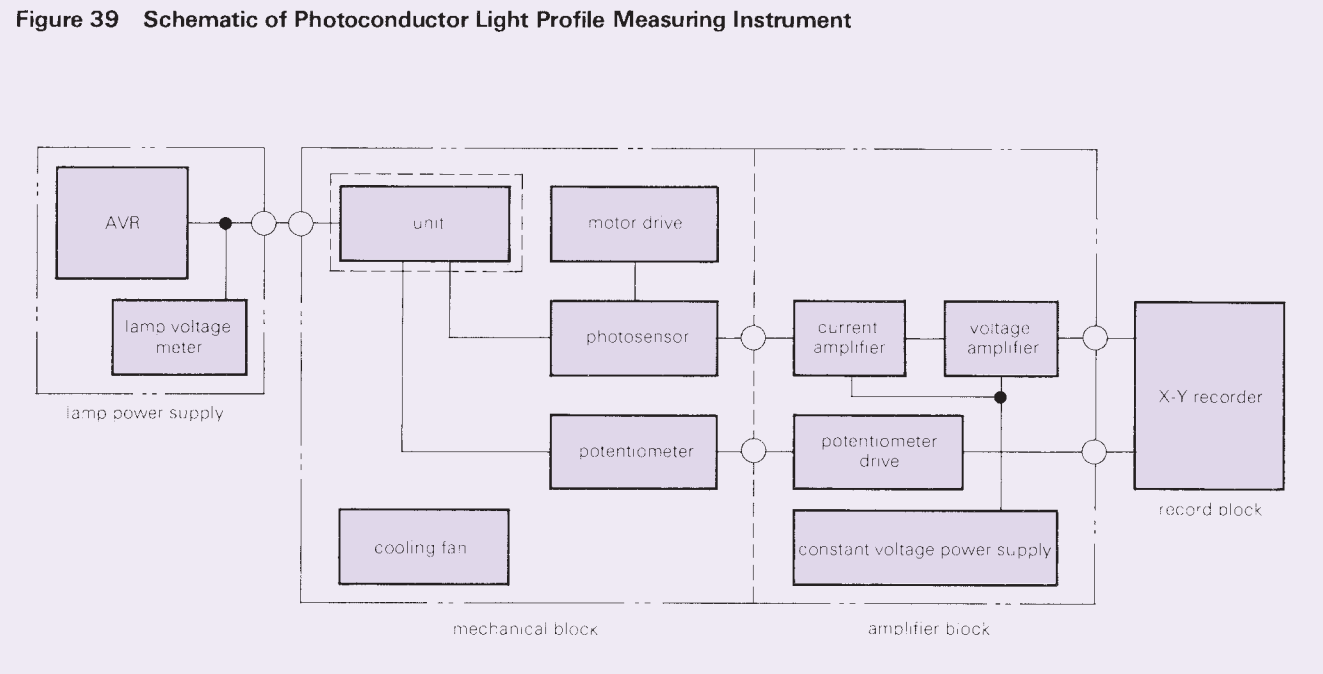 Figure 39 Schematic of Photoconductor Light Profile Measuring Instrument
AVR
lamp voltage
meter
lamp power supply
unit
motor drive
photosensor
potentiometer
cooling fan
mechanical block
current
amplifier
voltage
amplifier
potentiometer
drive
constant voltage power supply
amplifier block
X-Y recorder
record block